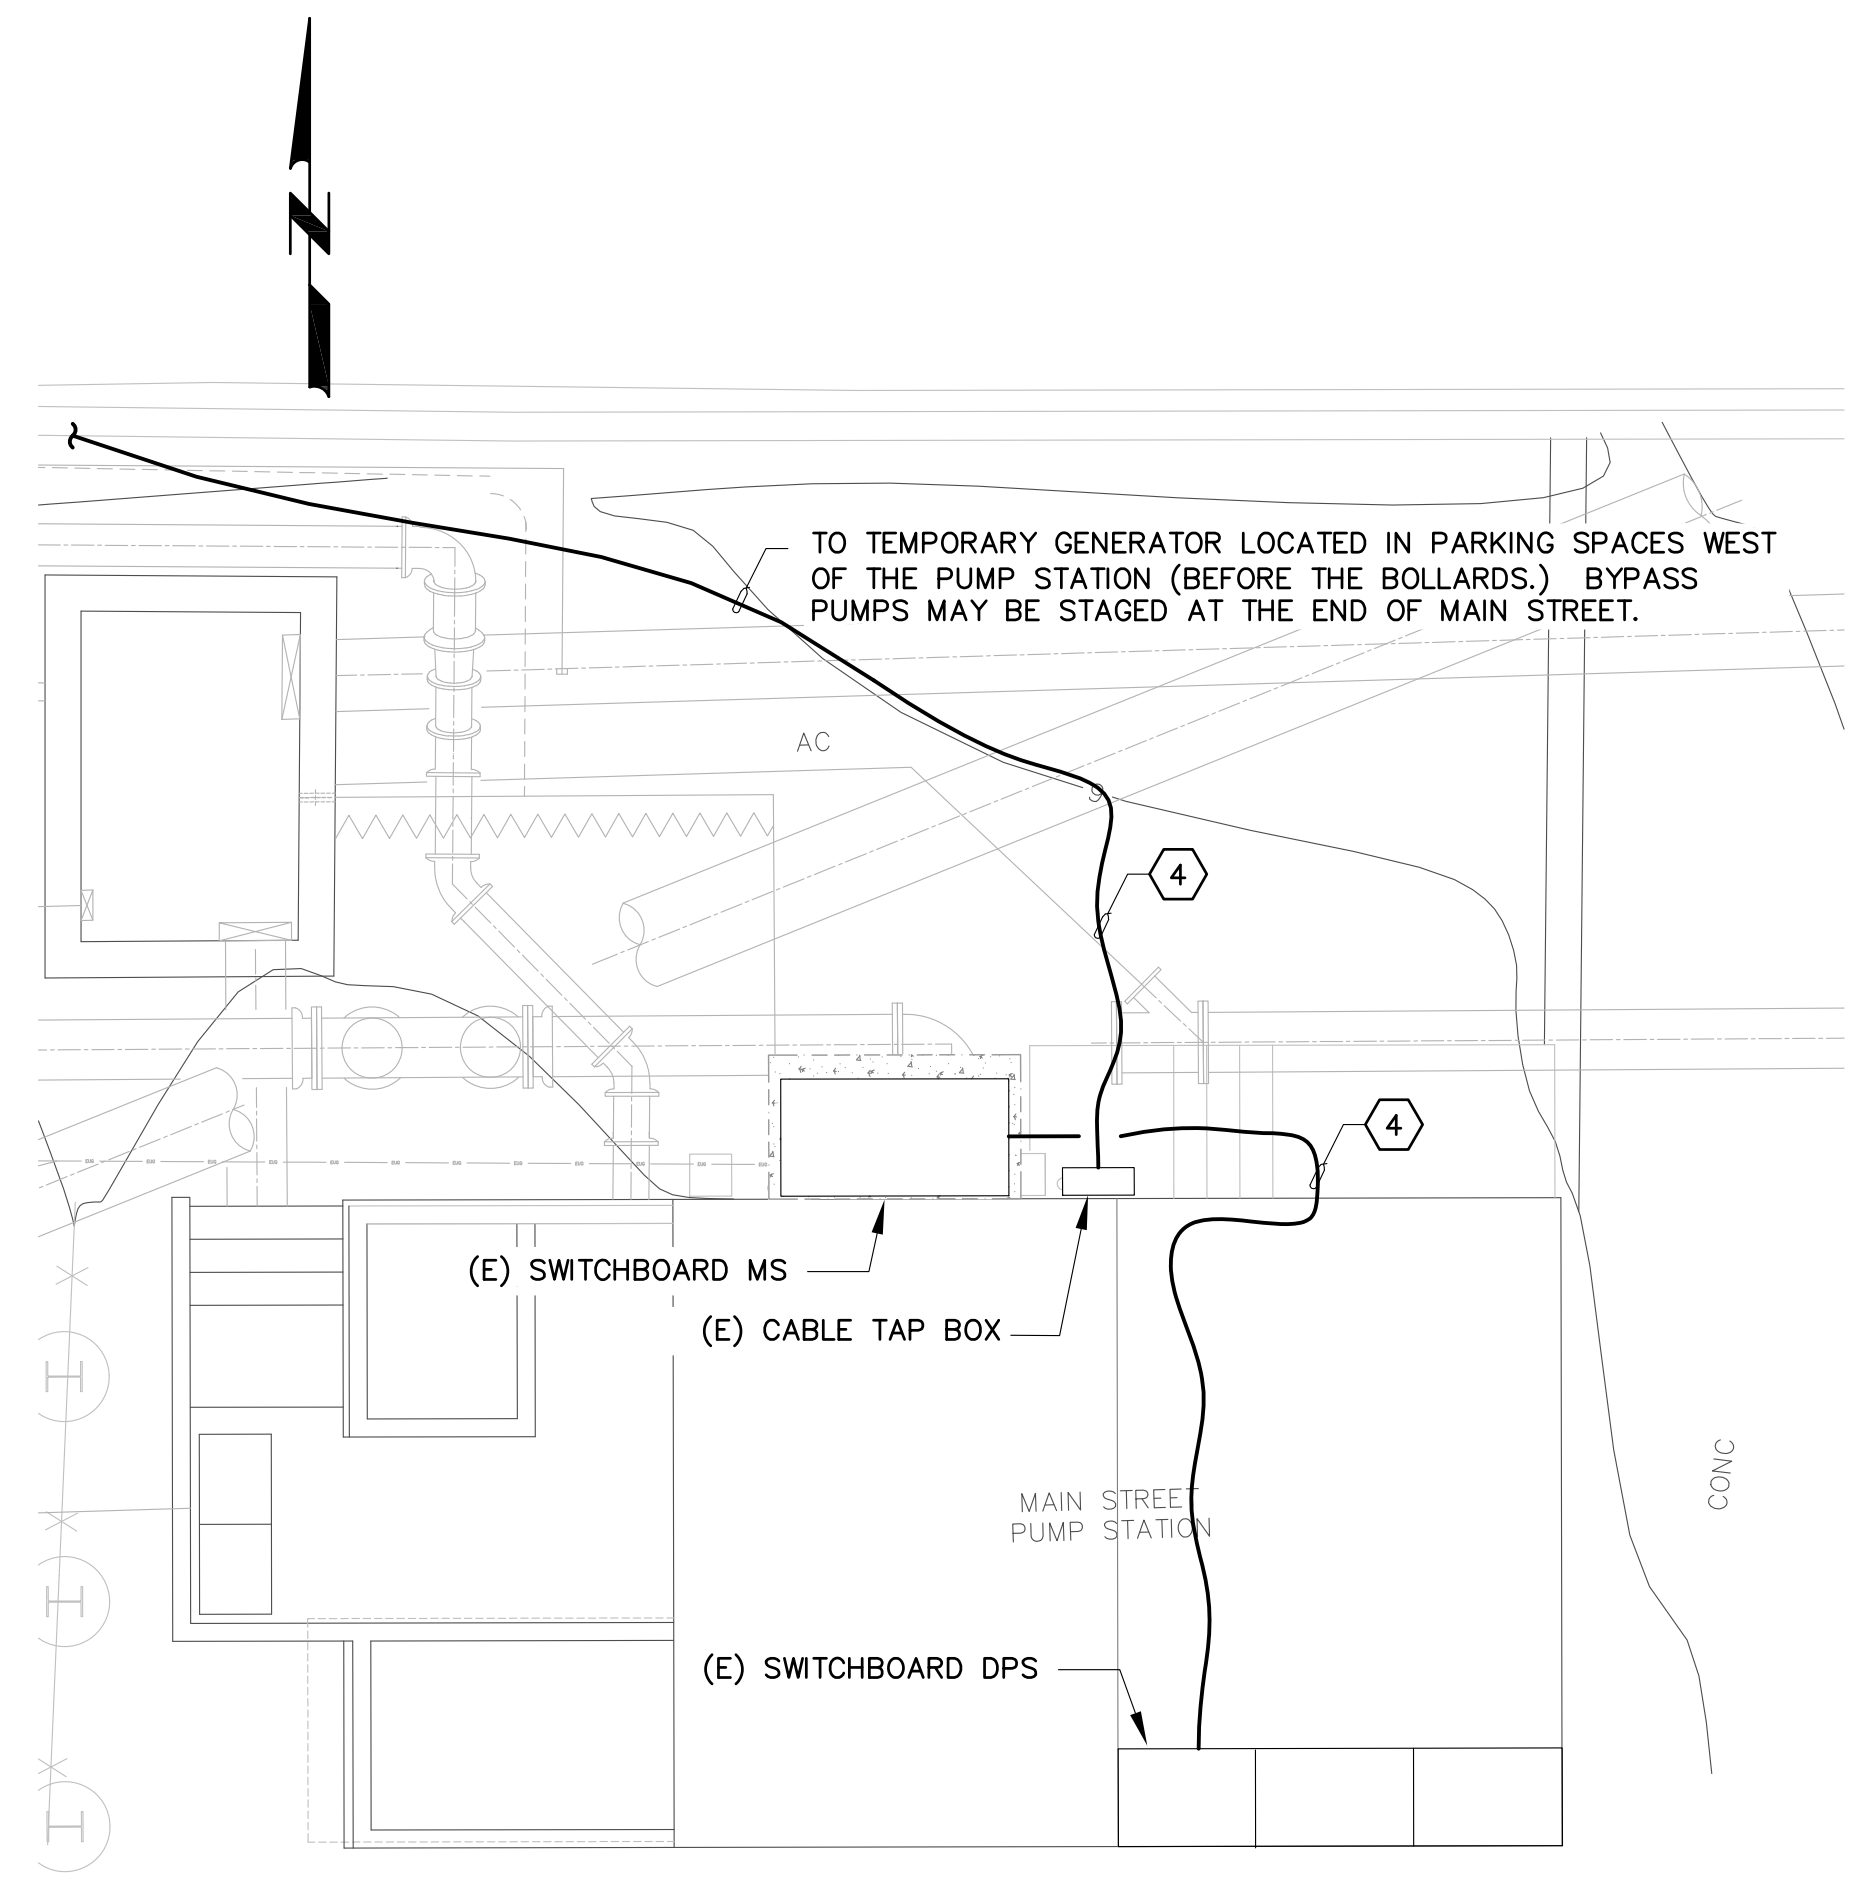 N
TO TEMPORARY GENERATOR LOCATED IN PARKING SPACES WEST
OF THE PUMP STATION (BEFORE THE BOLLARDS.) BYPASS
PUMPS MAY BE STAGED AT THE END OF MAIN STREET.
AC
9
4
4
(E) SWITCHBOARD MS
(E) CABLE TAP BOX
CONC
MAIN STREET
PUMP STATION
(E) SWITCHBOARD DPS